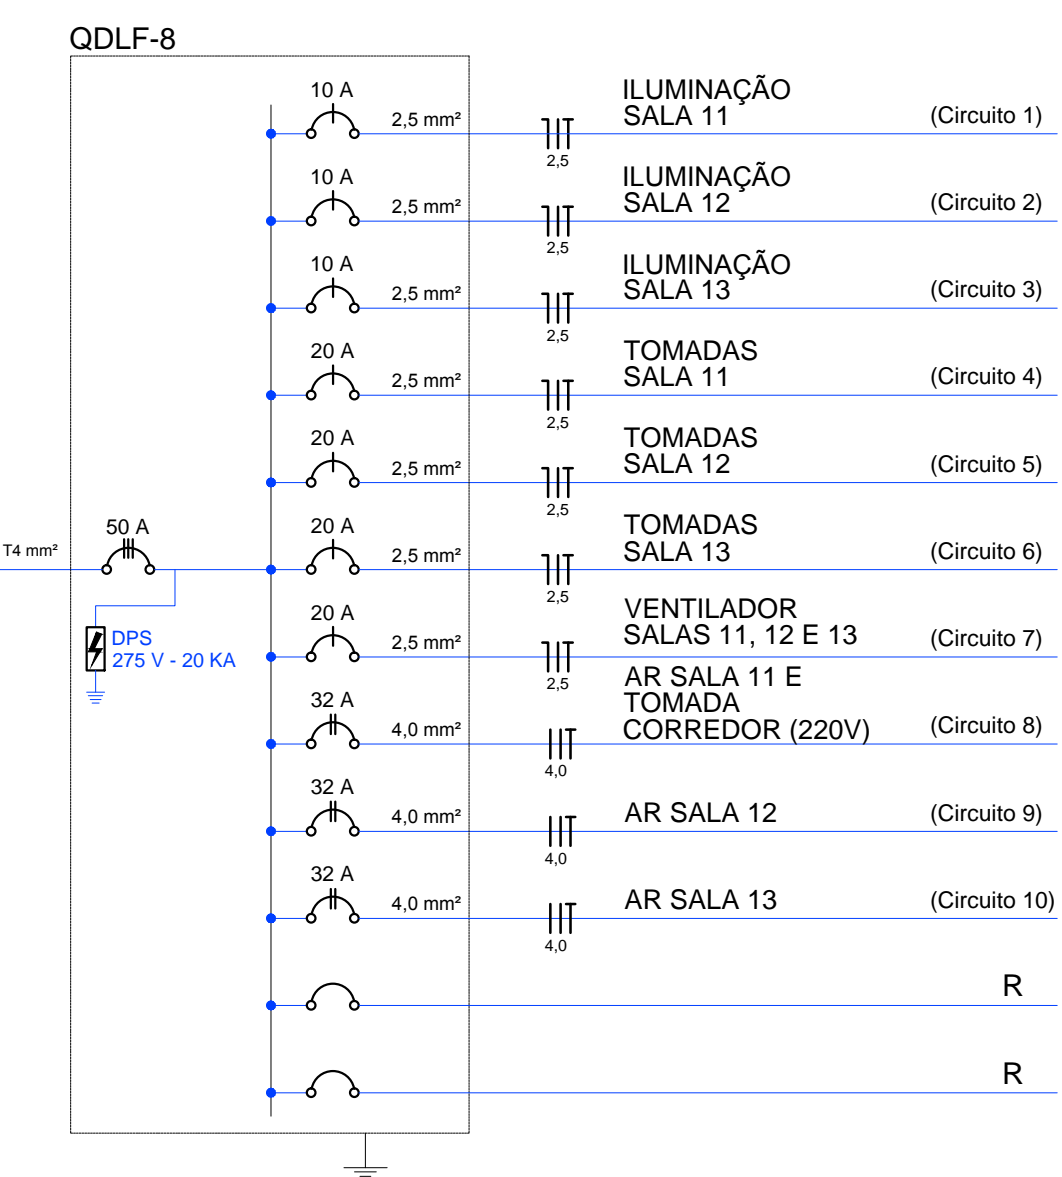 QDLF-8
10 A
2,5 mm²
2,5
ILUMINAÇÃO
SALA 11
(Circuito 1)
10 A
2,5 mm²
2,5
ILUMINAÇÃO
SALA 12
(Circuito 2)
10 A
2,5 mm²
2,5
ILUMINAÇÃO
SALA 13
(Circuito 3)
20 A
2,5 mm²
2,5
TOMADAS
SALA 11
(Circuito 4)
20 A
2,5 mm²
2,5
TOMADAS
SALA 12
(Circuito 5)
T4 mm²
50 A
DPS
275 V - 20 KA
20 A
2,5 mm²
2,5
TOMADAS
SALA 13
(Circuito 6)
20 A
2,5 mm²
2,5
VENTILADOR
SALAS 11, 12 E 13
(Circuito 7)
32 A
4,0 mm²
4,0
AR SALA 11 E
TOMADA
CORREDOR (220V)
(Circuito 8)
32 A
4,0 mm²
4,0
AR SALA 12
(Circuito 9)
32 A
4,0 mm²
4,0
AR SALA 13
(Circuito 10)
R
R